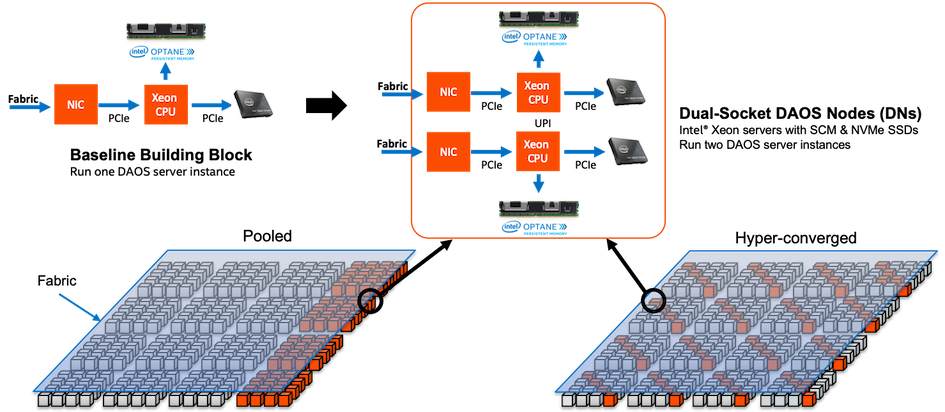 intel OPTANE
PERSISTENT MEMORY
Fabric
NIC
PCIe
Xeon
CPU
PCIe
Baseline Building Block
Run one DAOS server instance
intel OPTANE
PERSISTENT MEMORY
Fabric
NIC
PCIe
Xeon
CPU
PCIe
UPI
Fabric
NIC
PCIe
Xeon
CPU
PCIe
intel OPTANE
PERSISTENT MEMORY
Dual-Socket DAOS Nodes (DNs)
Intel® Xeon servers with SCM & NVMe SSDs
Run two DAOS server instances
Pooled
Fabric
Hyper-converged